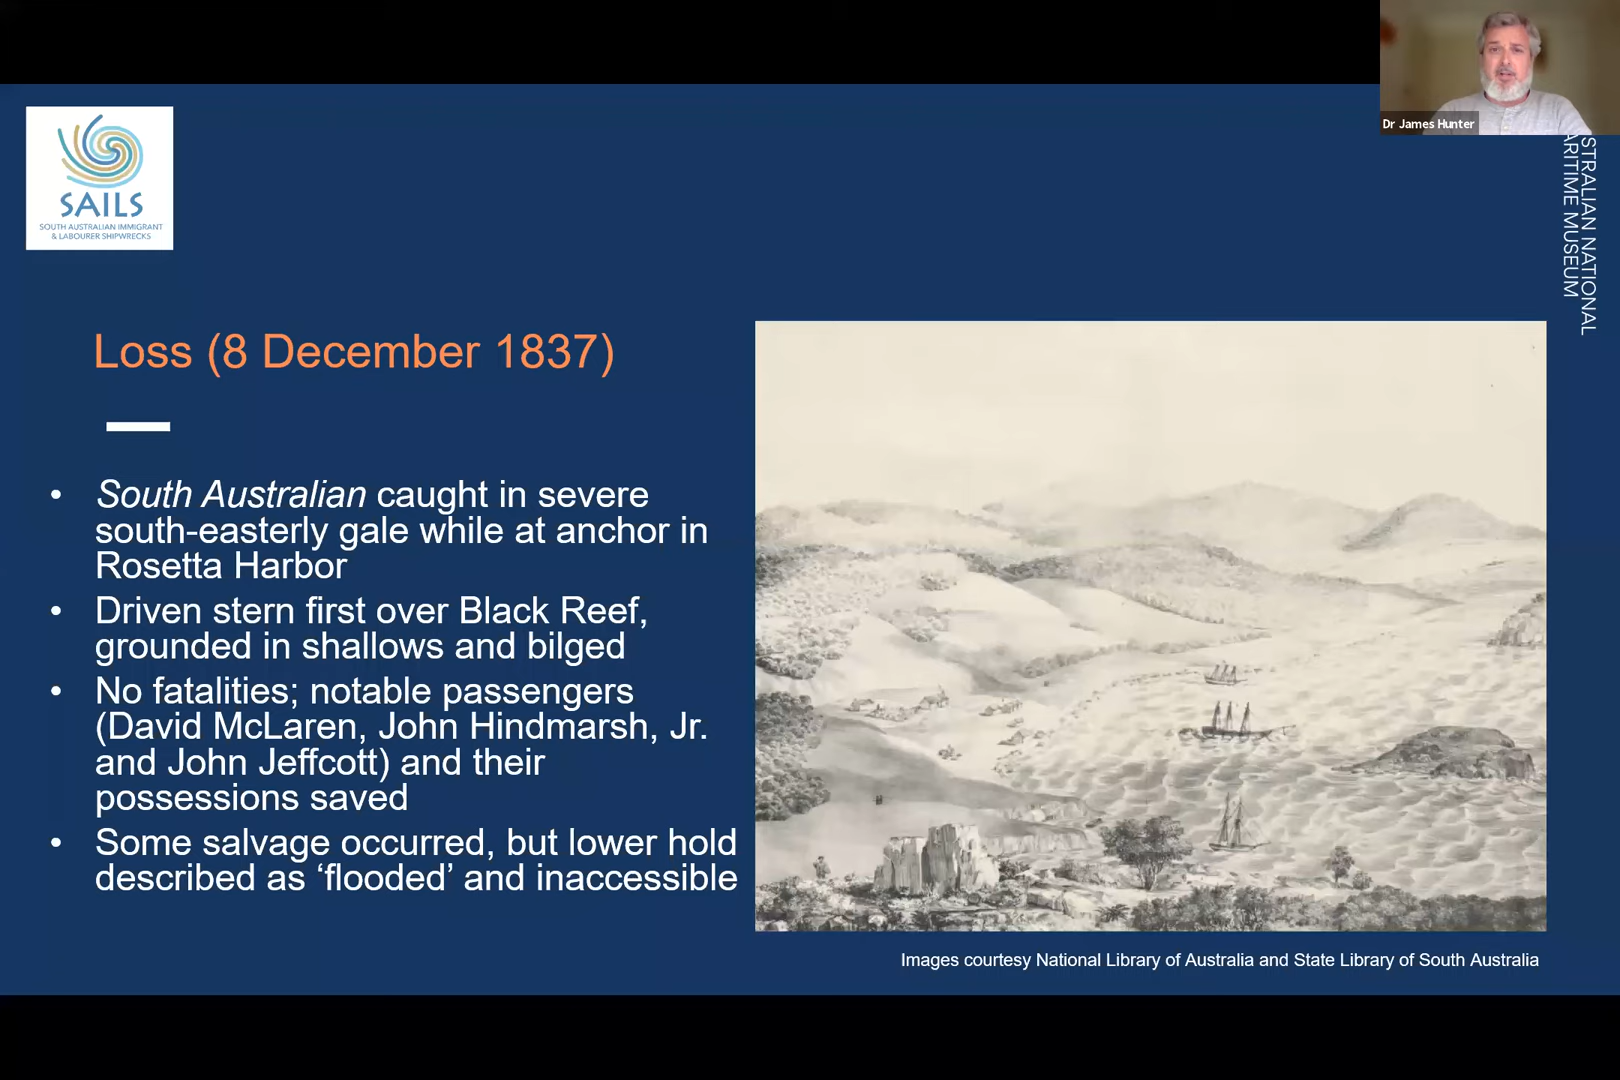 Dr James Hunter
SAILS
SOUTH AUSTRALIAN IMMIGRANT
& LABOURER SHIPWRECKS
MARITIME MUSEUM
Loss (8 December 1837)
• South Australian caught in severe
south-easterly gale while at anchor in
Rosetta Harbor
• Driven stern first over Black Reef,
grounded in shallows and bilged
• No fatalities; notable passengers
(David McLaren, John Hindmarsh, Jr.
and John Jeffcott) and their
possessions saved
• Some salvage occurred, but lower hold
described as ‘flooded’ and inaccessible
Images courtesy National Library of Australia and State Library of South Australia